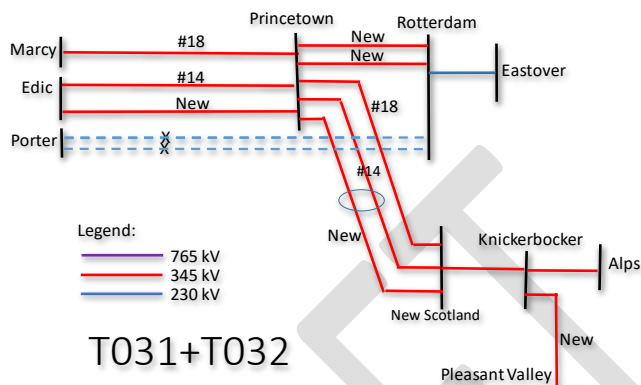 Princetown
Rotterdam
Marcy
#18
New
New
Edic
#14
Eastover
New
#18
Porter
X
X
#14
Legend:
765 kV
345 kV
230 kV
New
Knickerbocker
Alps
New Scotland
New
T031+T032
Pleasant Valley